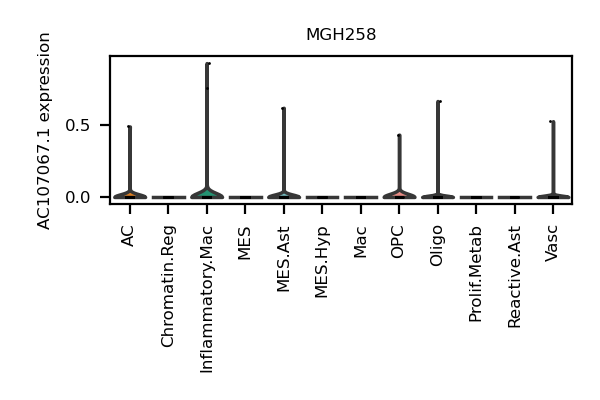 MGH258
AC107067.1 expression
0.5
0.0
AC
Chromatin.Reg
Inflammatory.Mac
MES
MES.Ast
MES.Hyp
Mac
OPC
Oligo
Prolif.Metab
Reactive.Ast
Vasc